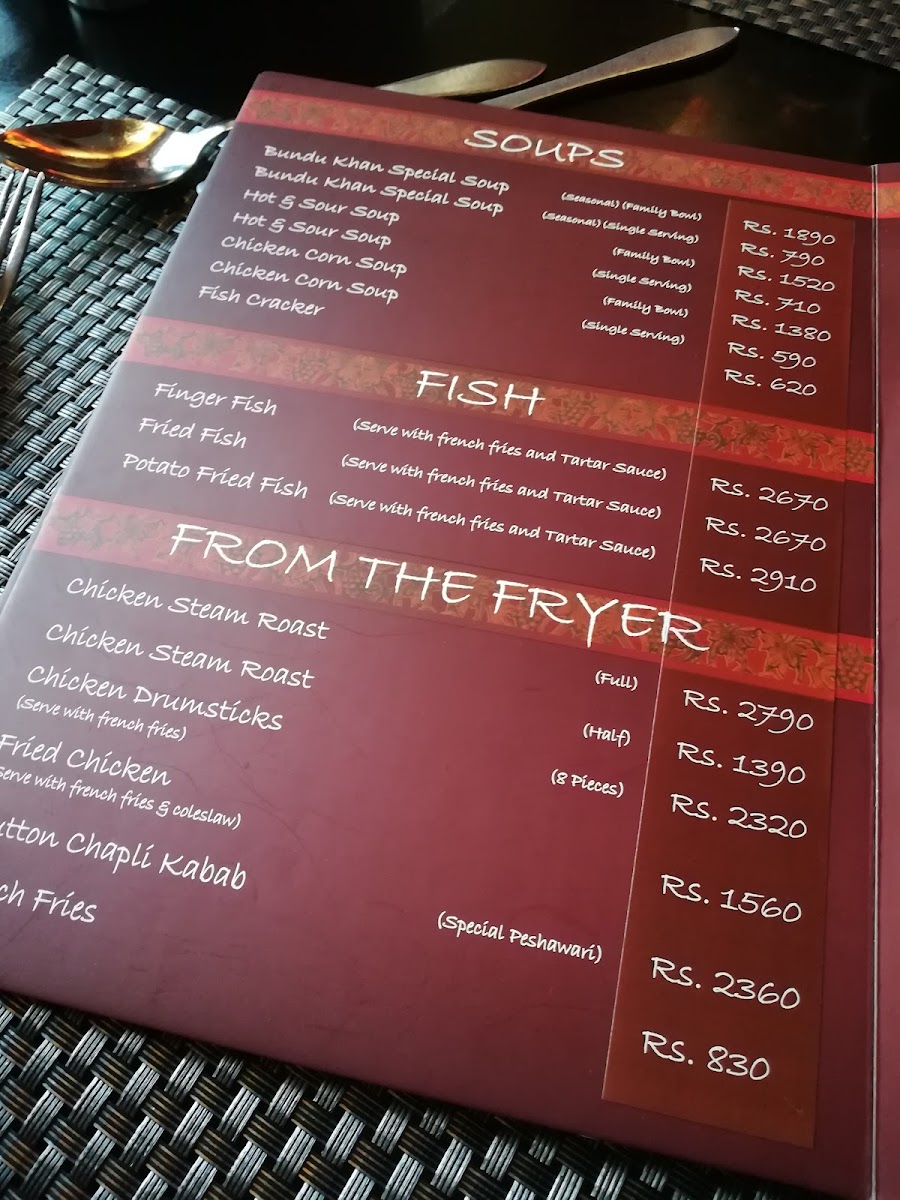 SOUPS
Bundu Khan Special Soup (Seasonal) (Family Bowl) Rs. 1890
Bundu Khan Special Soup (Seasonal) (Single Serving) Rs. 790
Hot & Sour Soup (Family Bowl) Rs. 1520
Hot & Sour Soup (Single Serving) Rs. 710
Chicken Corn Soup (Family Bowl) Rs. 1380
Chicken Corn Soup (Single Serving) Rs. 590
Fish Cracker Rs. 620
FISH
Finger Fish (Serve with french fries and Tartar Sauce) Rs. 2670
Fried Fish (Serve with french fries and Tartar Sauce) Rs. 2670
Potato Fried Fish (Serve with french fries and Tartar Sauce) Rs. 2910
FROM THE FRYER
Chicken Steam Roast (Full) Rs. 2790
Chicken Steam Roast (Half) Rs. 1390
Chicken Drumsticks (8 Pieces) Rs. 2320
(Serve with french fries)
Fried Chicken Rs. 1560
serve with french fries & coleslaw)
utton Chapli Kabab (Special Peshawari) Rs. 2360
ch Fries Rs. 830